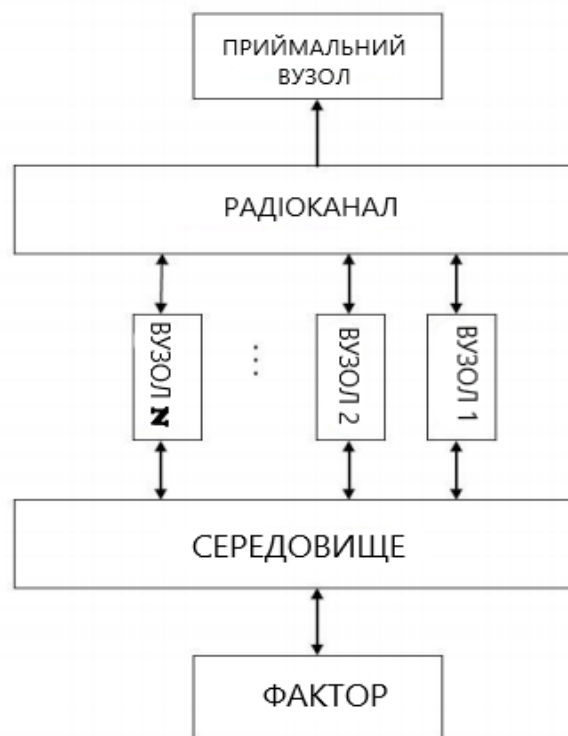 ПРИЙМАЛЬНИЙ
ВУЗОЛ
РАДІОКАНАЛ
ВУЗОЛ N
...
ВУЗОЛ 2
ВУЗОЛ 1
СЕРЕДОВИЩЕ
ФАКТОР